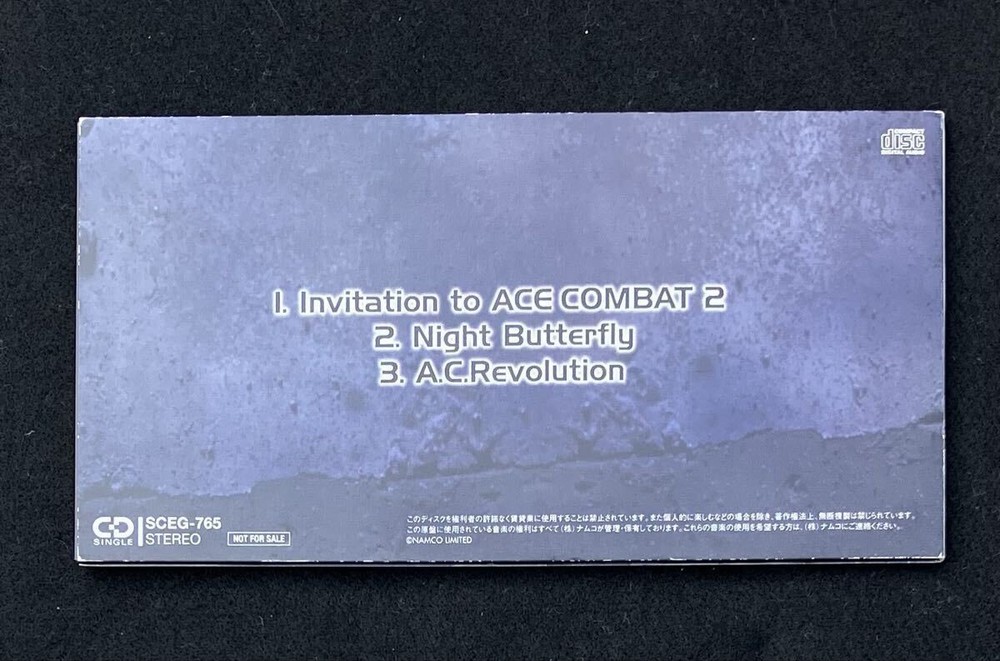 COMPACT
disc
DIGITAL AUDIO
1. Invitation to ACE COMBAT 2
2. Night Butterfly
3. A.C.Revolution
CD
SINGLE
SCEG-765
STEREO
NOT FOR SALE
このディスクを権利者の許諾なく賃貸業に使用することは禁止されています。また個人的に楽しむなどの場合を除き、著作権法上、無断複製は禁じられています。
この原盤に使用されている音楽の権利はすべて(株)ナムコが管理・保有しております。これらの音楽の使用を希望する方は、(株)ナムコにご連絡ください。
©NAMCO LIMITED